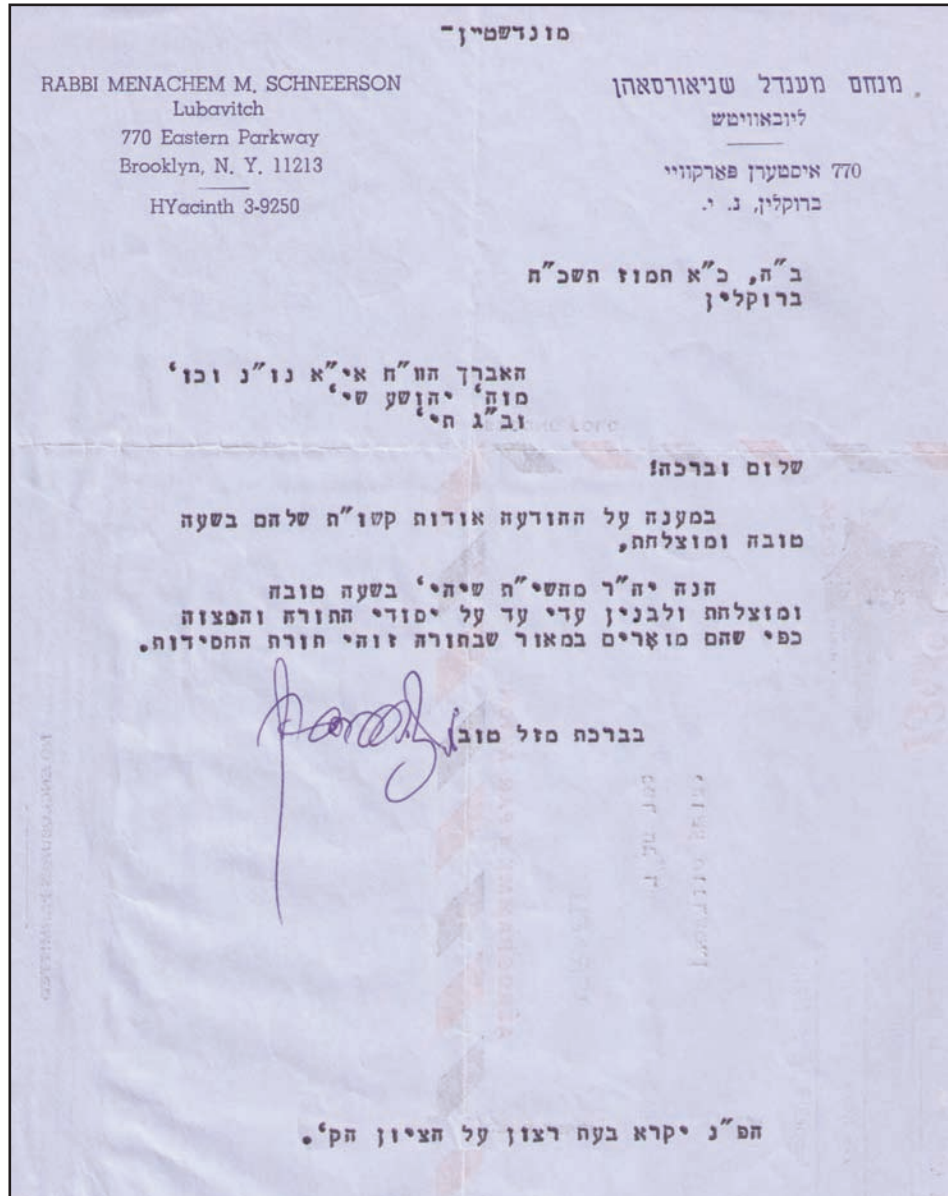 מונדשטיין-
RABBI MENACHEM M. SCHNEERSON
Lubavitch
770 Eastern Parkway
Brooklyn, N. Y. 11213
HYacinth 3-9250
מנחם מענדל שניאורסאהן
ליובאוויטש
770 איסטערן פארקוויי
ברוקלין, נ. י.
ב"ה, כ"א תמוז תשכ"ח
ברוקלין
האברך הוו"ח אי"א נו"נ וכו'
מוה' יהושע שי'
וב"ג תי'
שלום וברכה!
במענה על ההודעה אודות קשו"ת שלהם בשעה
טובה ומוצלחת,
הנה יה"ר מהשי"ת שיהי' בשעה טובה
ומוצלחת ולבנין עדי עד על יסודי התורה והמצוה
כפי שהם מוארים במאור שבתורה זוהי תורת החסידות.
בברכת מזל טוב
הפ"נ יקרא בעת רצון על הציון הק'.